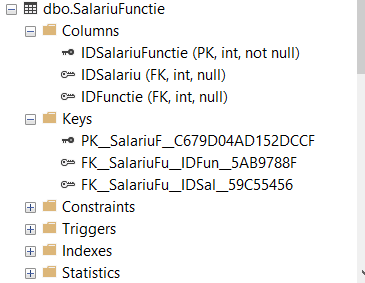 dbo.SalariuFunctie
Columns
IDSalariuFunctie (PK, int, not null)
IDSalariu (FK, int, null)
IDFunctie (FK, int, null)
Keys
PK__SalariuF__C679D04AD152DCCF
FK__SalariuFu__IDFun__5AB9788F
FK__SalariuFu__IDSal__59C55456
Constraints
Triggers
Indexes
Statistics